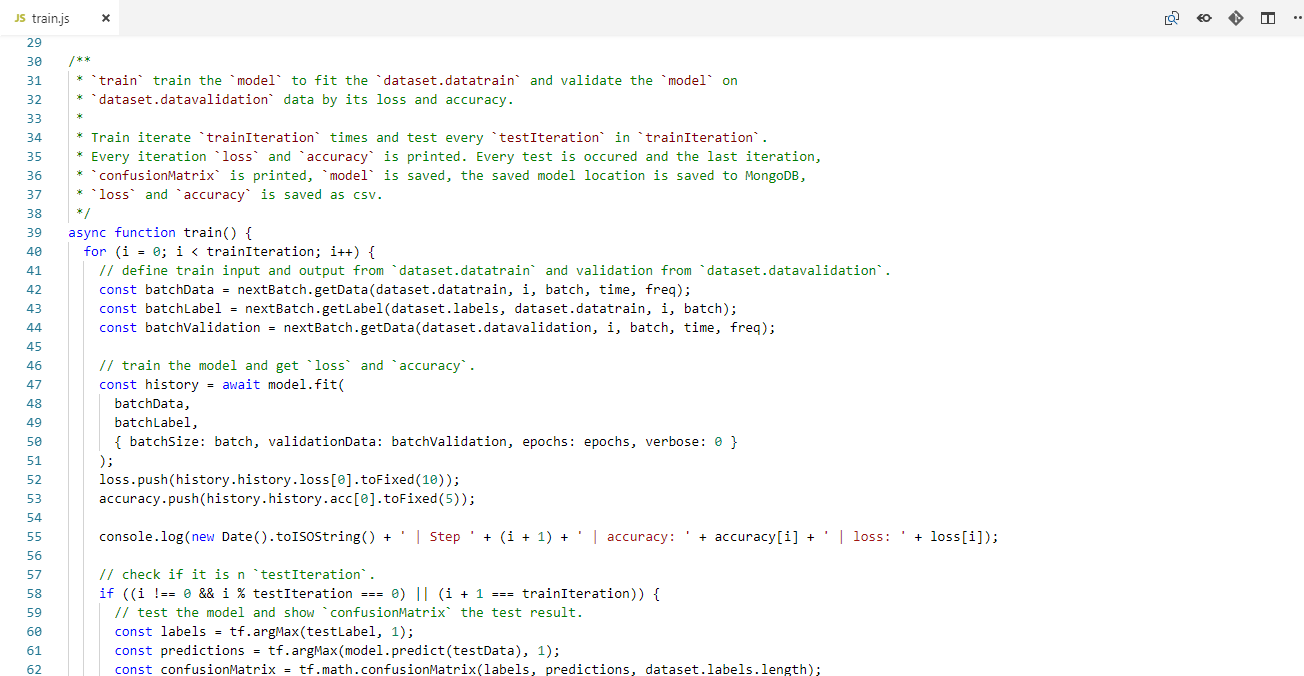 JS train.js ×
29
30 /**
31  * `train` train the `model` to fit the `dataset.datatrain` and validate the `model` on
32  * `dataset.datavalidation` data by its loss and accuracy.
33  *
34  * Train iterate `trainIteration` times and test every `testIteration` in `trainIteration`.
35  * Every iteration `loss` and `accuracy` is printed. Every test is occured and the last iteration,
36  * `confusionMatrix` is printed, `model` is saved, the saved model location is saved to MongoDB,
37  * `loss` and `accuracy` is saved as csv.
38  */
39 async function train() {
40   for (i = 0; i < trainIteration; i++) {
41     // define train input and output from `dataset.datatrain` and validation from `dataset.datavalidation`.
42     const batchData = nextBatch.getData(dataset.datatrain, i, batch, time, freq);
43     const batchLabel = nextBatch.getLabel(dataset.labels, dataset.datatrain, i, batch);
44     const batchValidation = nextBatch.getData(dataset.datavalidation, i, batch, time, freq);
45
46     // train the model and get `loss` and `accuracy`.
47     const history = await model.fit(
48       batchData,
49       batchLabel,
50       { batchSize: batch, validationData: batchValidation, epochs: epochs, verbose: 0 }
51     );
52     loss.push(history.history.loss[0].toFixed(10));
53     accuracy.push(history.history.acc[0].toFixed(5));
54
55     console.log(new Date().toISOString() + ' | Step ' + (i + 1) + ' | accuracy: ' + accuracy[i] + ' | loss: ' + loss[i]);
56
57     // check if it is n `testIteration`.
58     if ((i !== 0 && i % testIteration === 0) || (i + 1 === trainIteration)) {
59       // test the model and show `confusionMatrix` the test result.
60       const labels = tf.argMax(testLabel, 1);
61       const predictions = tf.argMax(model.predict(testData), 1);
62       const confusionMatrix = tf.math.confusionMatrix(labels, predictions, dataset.labels.length);